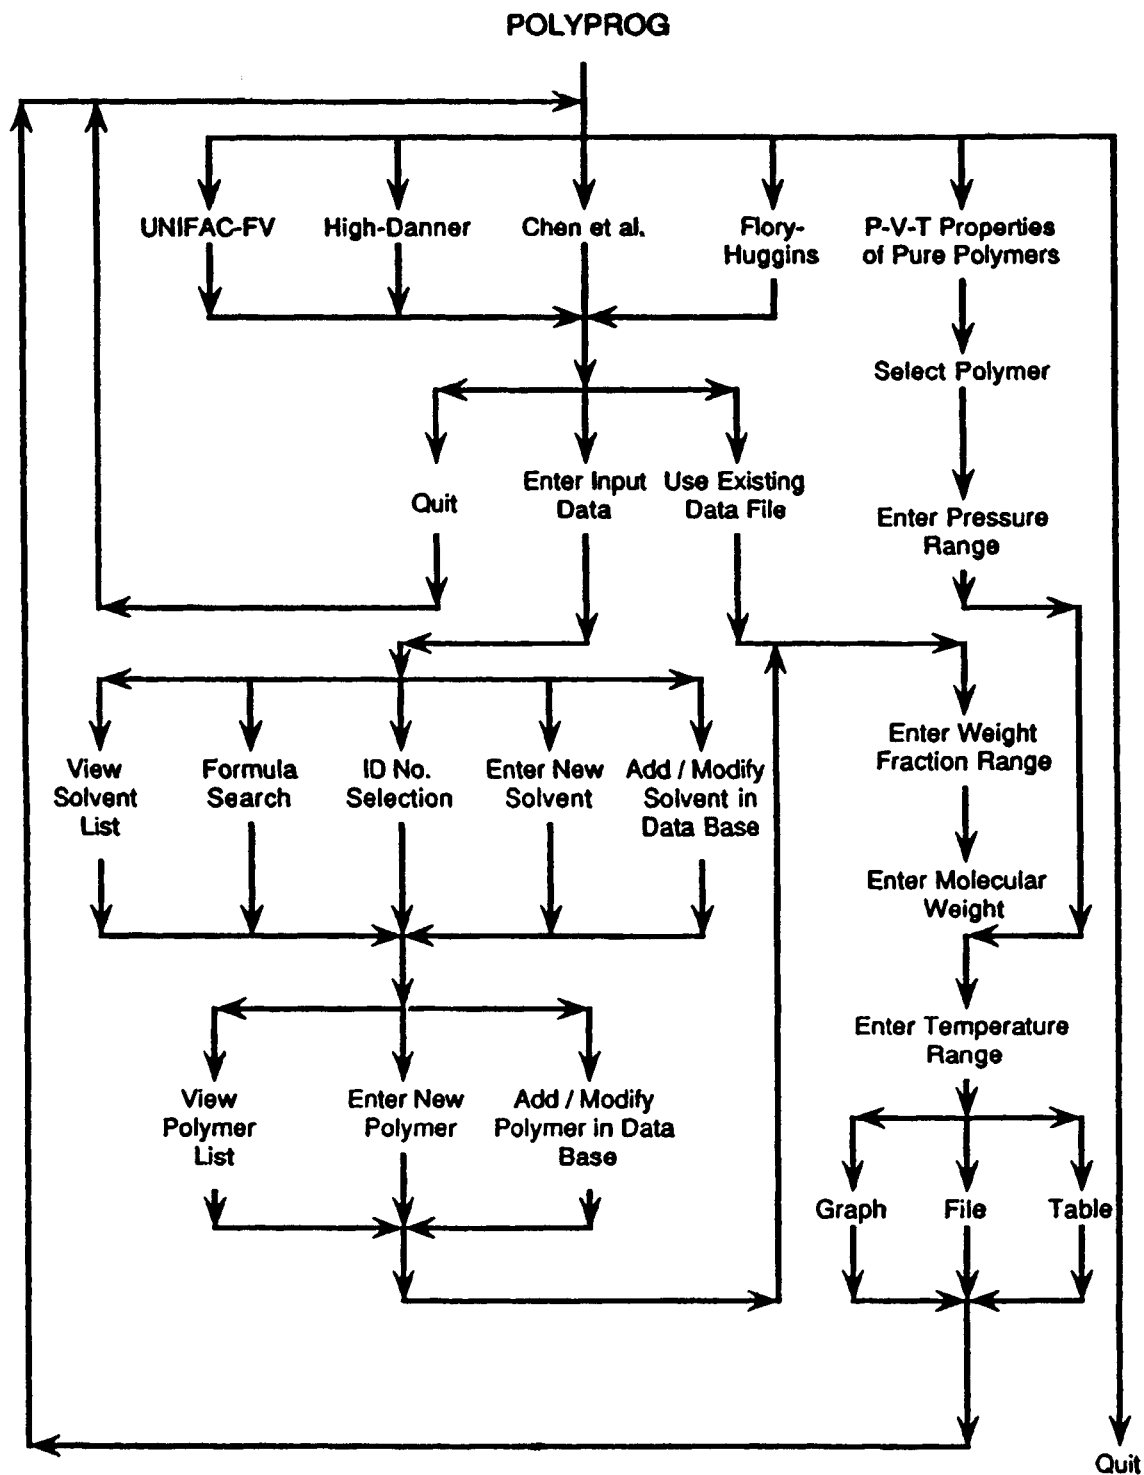 POLYPROG
UNIFAC-FV
High-Danner
Chen et al.
Flory-
Huggins
P-V-T Properties
of Pure Polymers
Select Polymer
Quit
Enter Input
Data
Use Existing
Data File
Enter Pressure
Range
View
Solvent
List
Formula
Search
ID No.
Selection
Enter New
Solvent
Add / Modify
Solvent in
Data Base
Enter Weight
Fraction Range
Enter Molecular
Weight
Enter Temperature
Range
View
Polymer
List
Enter New
Polymer
Add / Modify
Polymer in Data
Base
Graph
File
Table
Quit